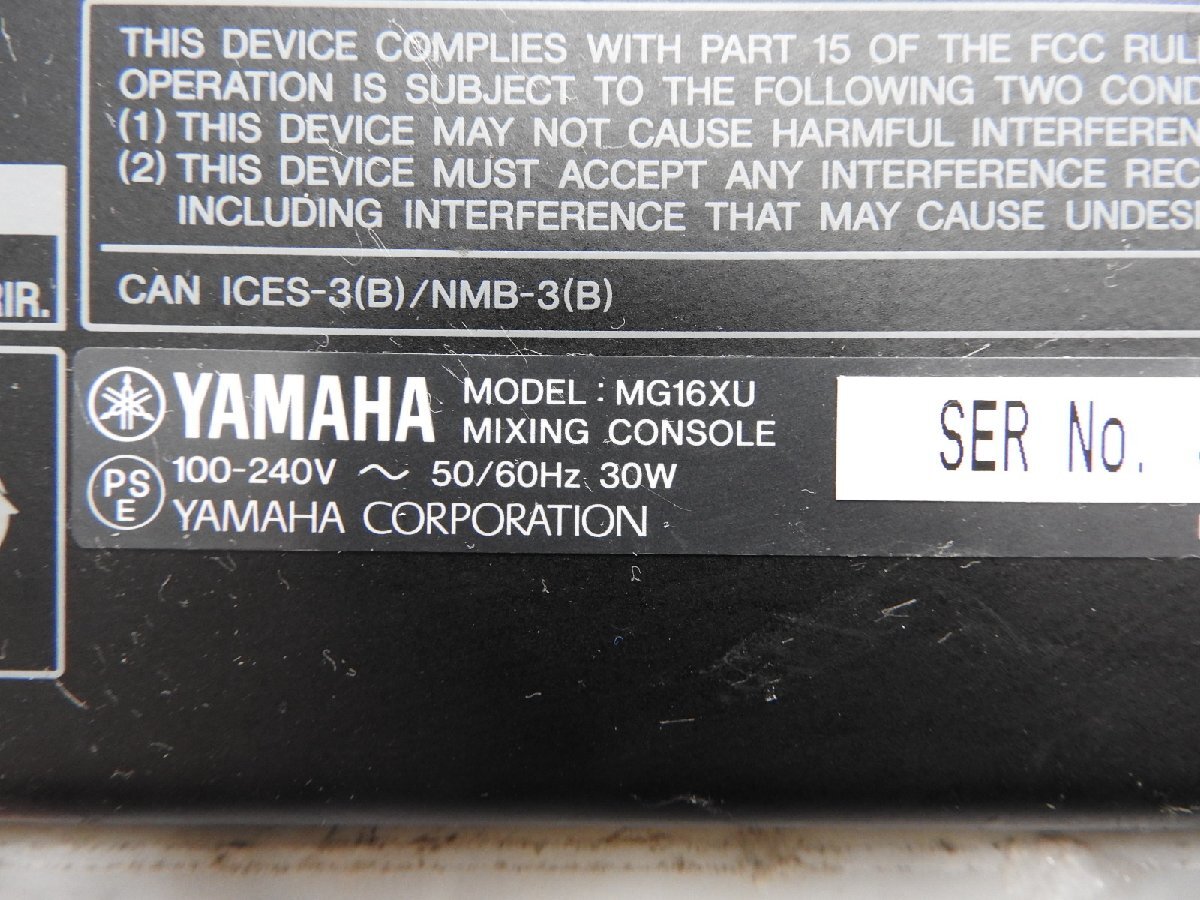 THIS DEVICE COMPLIES WITH PART 15 OF THE FCC
OPERATION IS SUBJECT TO THE FOLLOWING TWO
(1) THIS DEVICE MAY NOT CAUSE HARMFUL
(2) THIS DEVICE MUST ACCEPT ANY INTERFERENCE
INCLUDING INTERFERENCE THAT MAY CAUSE
CAN ICES-3(B)/NMB-3(B)
RIR.
YAMAHA MODEL : MG16XU
MIXING CONSOLE
SER No.
PS
E
100-240V ~ 50/60Hz 30W
YAMAHA CORPORATION